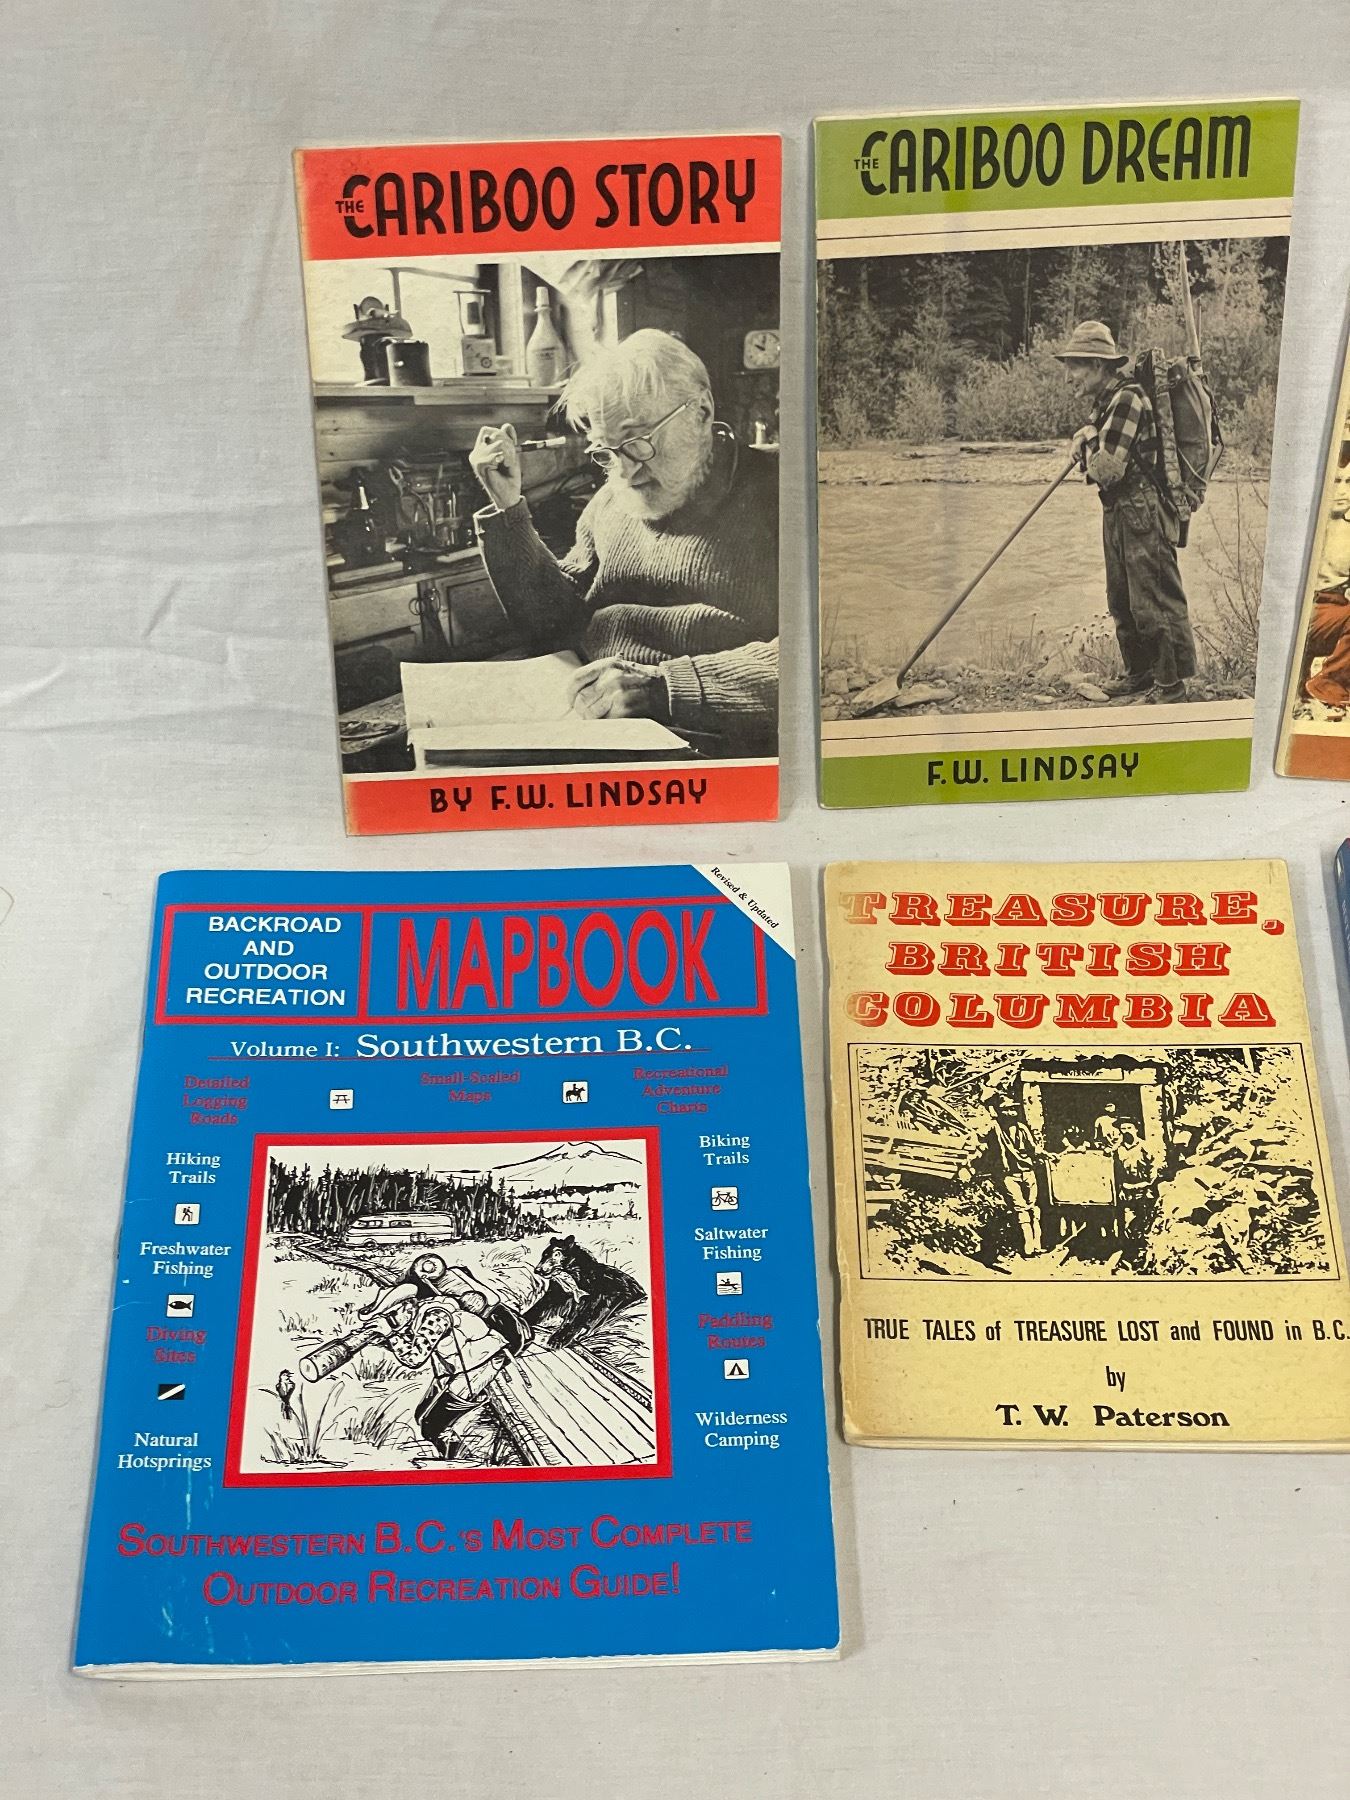 THE CARIBOO STORY
BY F.W. LINDSAY
THE CARIBOO DREAM
F.W. LINDSAY
Revised & Updated
BACKROAD
AND
OUTDOOR
RECREATION
MAPBOOK
Volume I: Southwestern B.C.
Detailed
Logging
Roads
Small-Scaled
Maps
Recreational
Adventure
Charts
Hiking
Trails
Biking
Trails
Freshwater
Fishing
Saltwater
Fishing
Diving
Sites
Paddling
Routes
Natural
Hotsprings
Wilderness
Camping
SOUTHWESTERN B.C.'S MOST COMPLETE
OUTDOOR RECREATION GUIDE!
TREASURE,
BRITISH
COLUMBIA
TRUE TALES of TREASURE LOST and FOUND in B.C.
by
T. W. Paterson